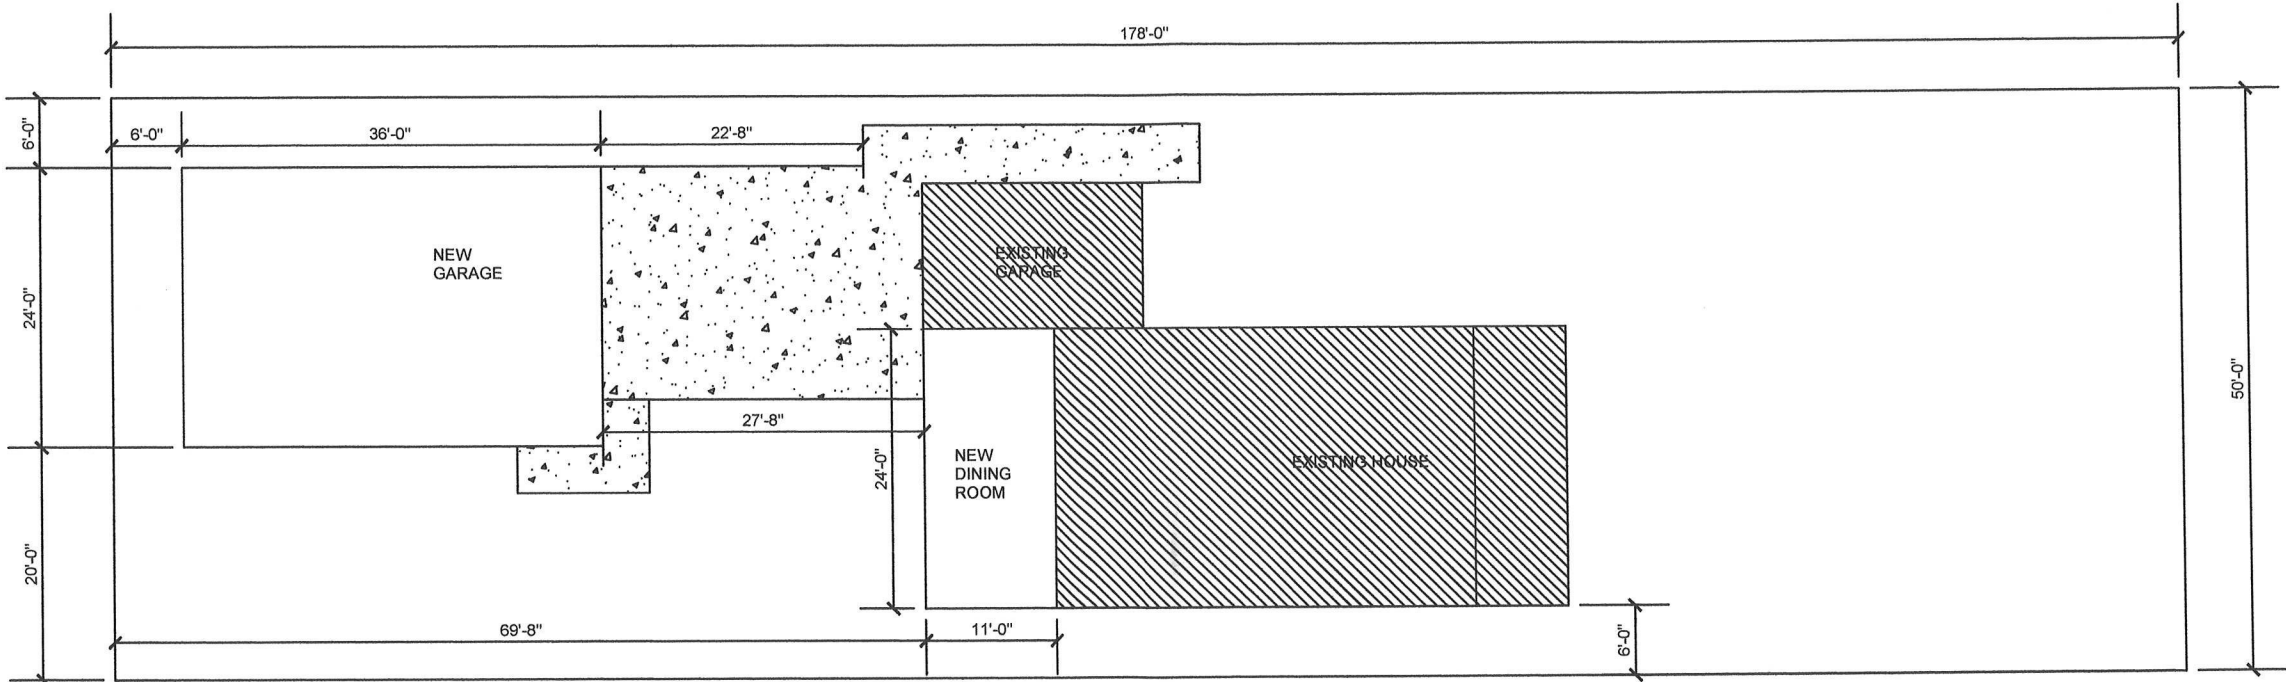 178'-0"
6'-0"
6'-0"
36'-0"
22'-8"
NEW
GARAGE
EXISTING
GARAGE
24'-0"
50'-0"
27'-8"
24'-0"
NEW
DINING
ROOM
EXISTING HOUSE
20'-0"
69'-8"
11'-0"
6'-0"